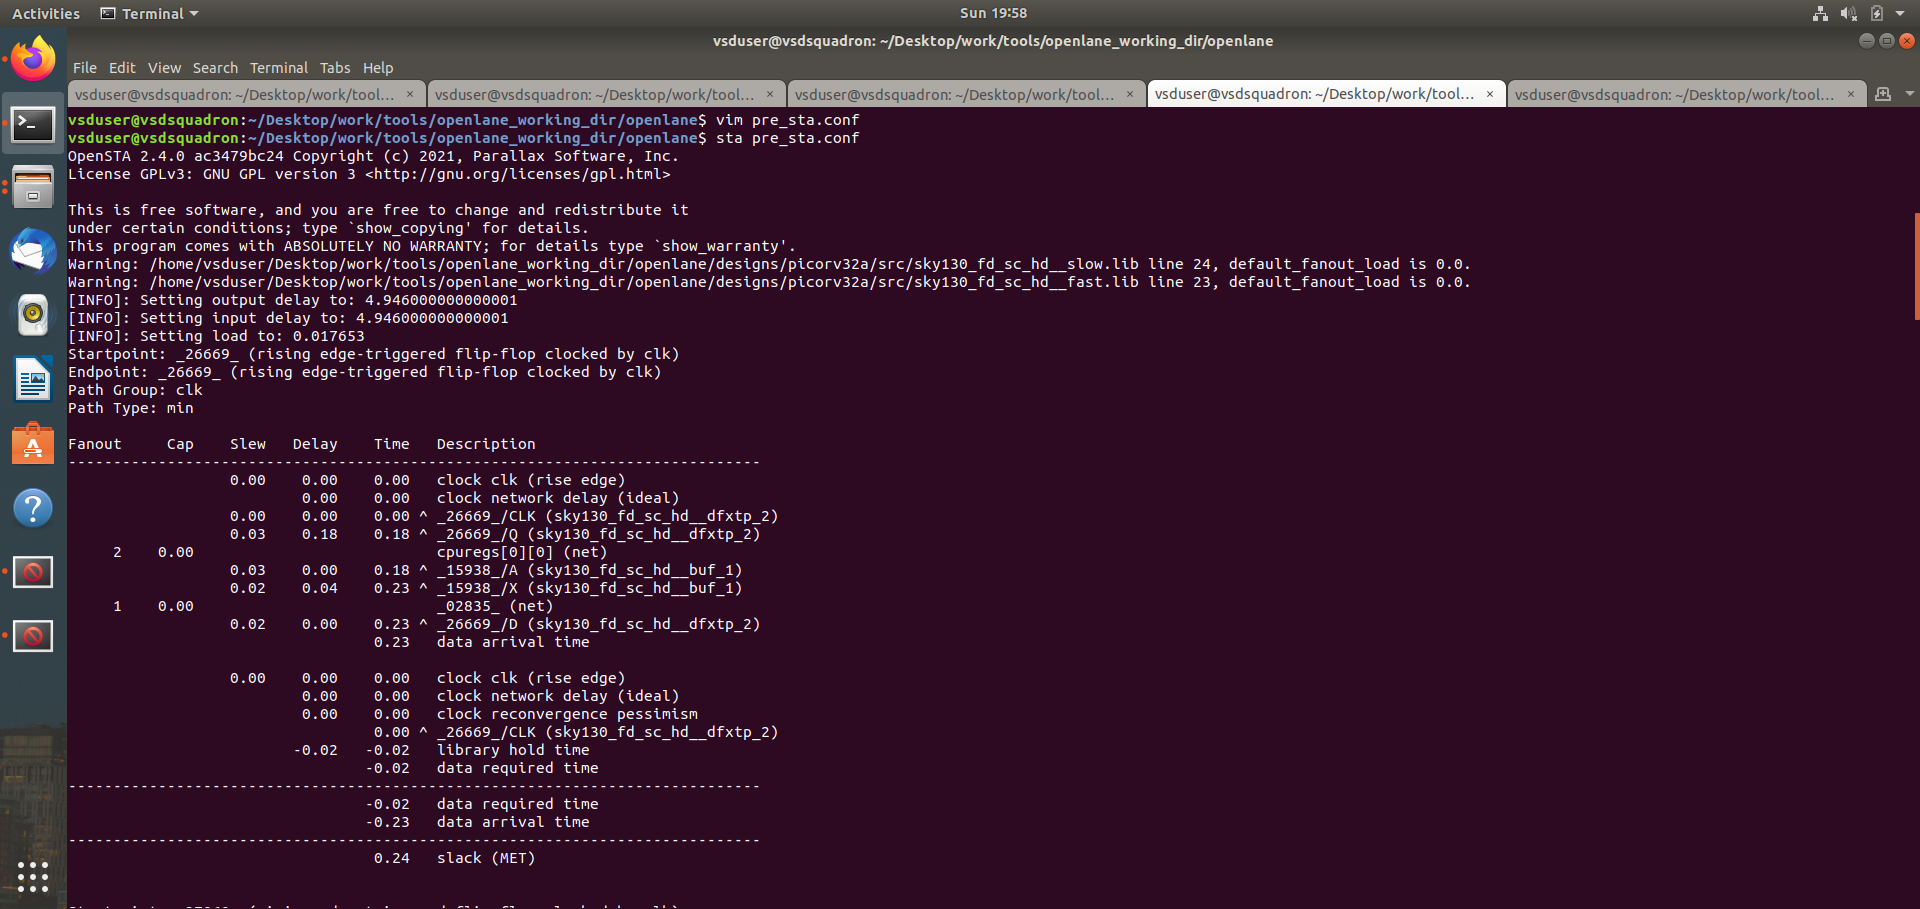 Activities Terminal Sun 19:58
vsduser@vsdsquadron: ~/Desktop/work/tools/openlane_working_dir/openlane
File Edit View Search Terminal Tabs Help
vsduser@vsdsquadron: ~/Desktop/work/tool... × vsduser@vsdsquadron: ~/Desktop/work/tool... × vsduser@vsdsquadron: ~/Desktop/work/tool... × vsduser@vsdsquadron: ~/Desktop/work/tool... × vsduser@vsdsquadron: ~/Desktop/work/tool... ×
vsduser@vsdsquadron:~/Desktop/work/tools/openlane_working_dir/openlane$ vim pre_sta.conf
vsduser@vsdsquadron:~/Desktop/work/tools/openlane_working_dir/openlane$ sta pre_sta.conf
OpenSTA 2.4.0 ac3479bc24 Copyright (c) 2021, Parallax Software, Inc.
License GPLv3: GNU GPL version 3 <http://gnu.org/licenses/gpl.html>
This is free software, and you are free to change and redistribute it
under certain conditions; type `show_copying' for details.
This program comes with ABSOLUTELY NO WARRANTY; for details type `show_warranty'.
Warning: /home/vsduser/Desktop/work/tools/openlane_working_dir/openlane/designs/picorv32a/src/sky130_fd_sc_hd__slow.lib line 24, default_fanout_load is 0.0.
Warning: /home/vsduser/Desktop/work/tools/openlane_working_dir/openlane/designs/picorv32a/src/sky130_fd_sc_hd__fast.lib line 23, default_fanout_load is 0.0.
[INFO]: Setting output delay to: 4.946000000000001
[INFO]: Setting input delay to: 4.946000000000001
[INFO]: Setting load to: 0.017653
Startpoint: _26669_ (rising edge-triggered flip-flop clocked by clk)
Endpoint: _26669_ (rising edge-triggered flip-flop clocked by clk)
Path Group: clk
Path Type: min
Fanout Cap Slew Delay Time Description
-----------------------------------------------------------------------------
0.00 0.00 0.00 clock clk (rise edge)
0.00 0.00 clock network delay (ideal)
0.00 0.00 0.00 ^ _26669_/CLK (sky130_fd_sc_hd__dfxtp_2)
0.03 0.18 0.18 ^ _26669_/Q (sky130_fd_sc_hd__dfxtp_2)
2 0.00 cpuregs[0][0] (net)
0.03 0.00 0.18 ^ _15938_/A (sky130_fd_sc_hd__buf_1)
0.02 0.04 0.23 ^ _15938_/X (sky130_fd_sc_hd__buf_1)
1 0.00 _02835_ (net)
0.02 0.00 0.23 ^ _26669_/D (sky130_fd_sc_hd__dfxtp_2)
0.23 data arrival time
0.00 0.00 0.00 clock clk (rise edge)
0.00 0.00 clock network delay (ideal)
0.00 0.00 clock reconvergence pessimism
0.00 ^ _26669_/CLK (sky130_fd_sc_hd__dfxtp_2)
-0.02 -0.02 library hold time
-0.02 data required time
-----------------------------------------------------------------------------
-0.02 data required time
-0.23 data arrival time
-----------------------------------------------------------------------------
0.24 slack (MET)